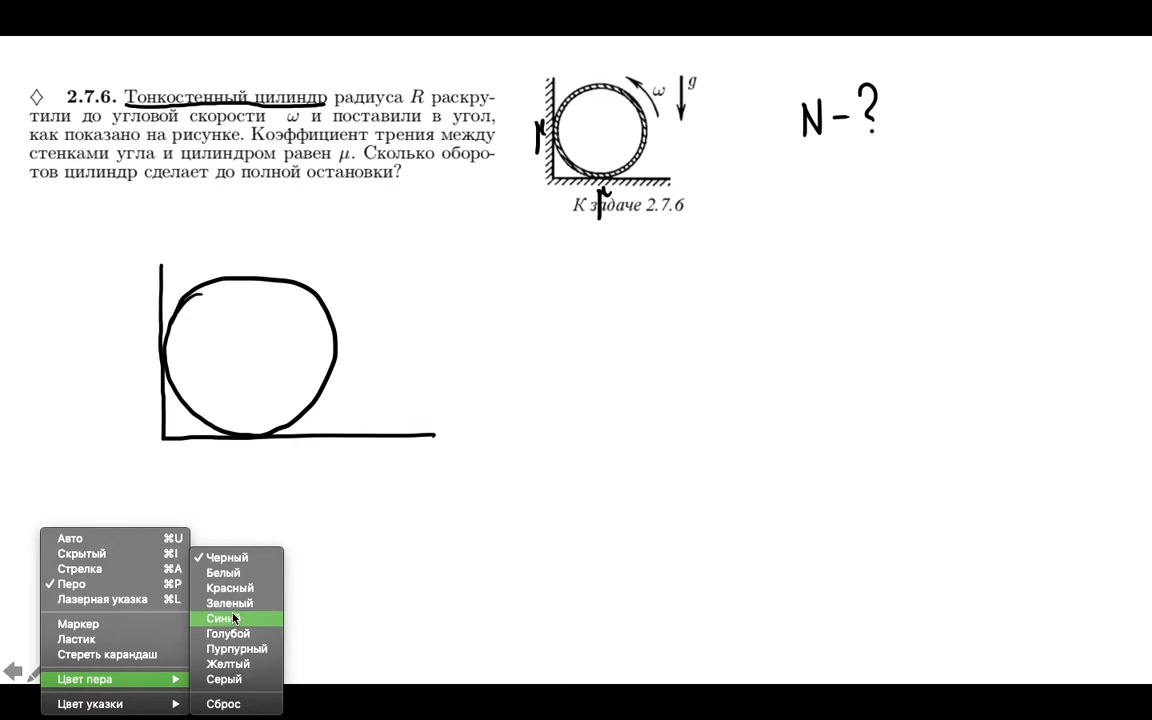 ◇ 2.7.6. Тонкостенный цилиндр радиуса R раскру-
тили до угловой скорости ω и поставили в угол,
как показано на рисунке. Коэффициент трения между
стенками угла и цилиндром равен μ. Сколько оборо-
тов цилиндр сделает до полной остановки?
ω
g
μ
μ
К задаче 2.7.6
N - ?
Авто ⌘U
Скрытый ⌘I
Стрелка ⌘A
✓ Перо ⌘P
Лазерная указка ⌘L
Маркер
Ластик
Стереть карандаш
Цвет пера
Цвет указки
✓ Черный
Белый
Красный
Зеленый
Синий
Голубой
Пурпурный
Желтый
Серый
Сброс